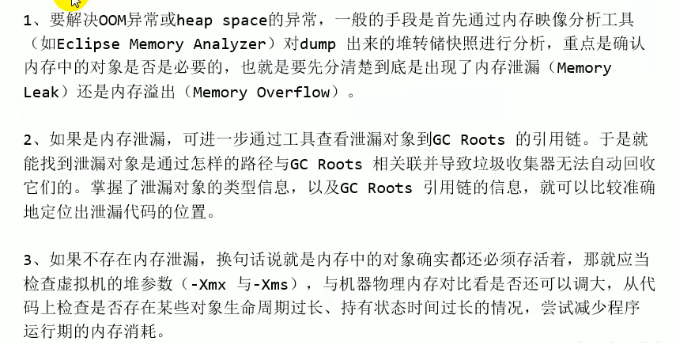 1、要解决OOM异常或heap space的异常，一般的手段是首先通过内存映像分析工具
（如Eclipse Memory Analyzer）对dump 出来的堆转储快照进行分析，重点是确认
内存中的对象是否是必要的，也就是要先分清楚到底是出现了内存泄漏（Memory
Leak）还是内存溢出（Memory Overflow）。
2、如果是内存泄漏，可进一步通过工具查看泄漏对象到GC Roots 的引用链。于是就
能找到泄漏对象是通过怎样的路径与GC Roots 相关联并导致垃圾收集器无法自动回收
它们的。掌握了泄漏对象的类型信息，以及GC Roots 引用链的信息，就可以比较准确
地定位出泄漏代码的位置。
3、如果不存在内存泄漏，换句话说就是内存中的对象确实都还必须存活着，那就应当
检查虚拟机的堆参数（-Xmx 与-Xms），与机器物理内存对比看是否还可以调大，从代
码上检查是否存在某些对象生命周期过长、持有状态时间过长的情况，尝试减少程序
运行期的内存消耗。